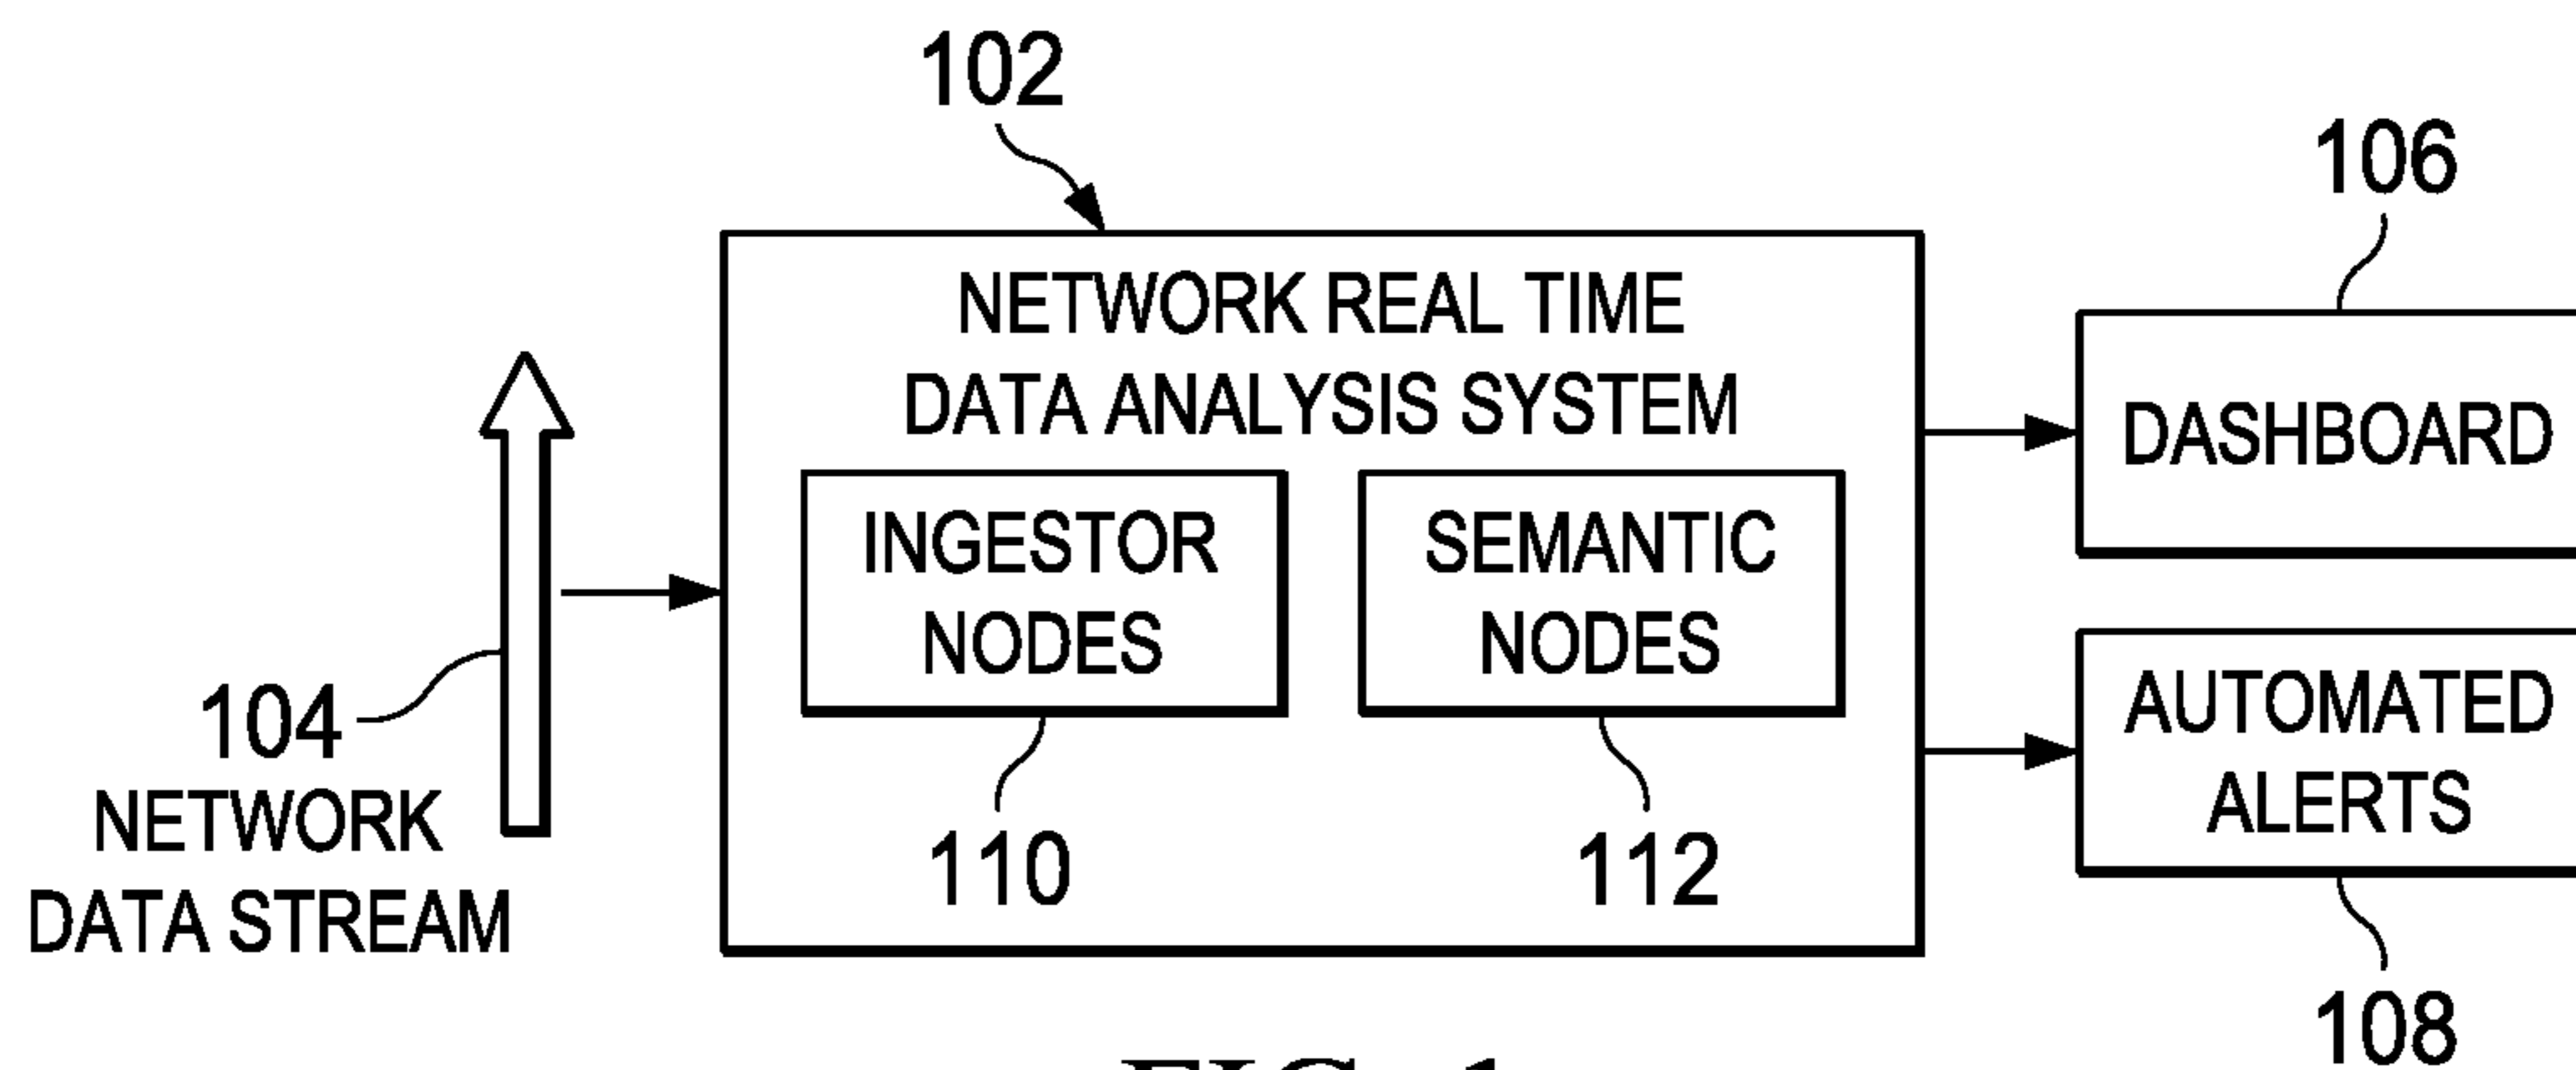 102
106
NETWORK REAL TIME
DATA ANALYSIS SYSTEM
DASHBOARD
INGESTOR
NODES
SEMANTIC
NODES
104
NETWORK
DATA STREAM
AUTOMATED
ALERTS
110
112
108